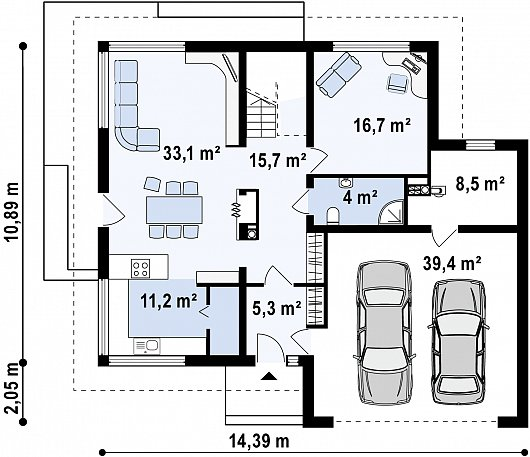 16,7 m²
33,1 m²
15,7 m²
4 m²
8,5 m²
39,4 m²
11,2 m²
5,3 m²
10,89 m
2,05 m
14,39 m